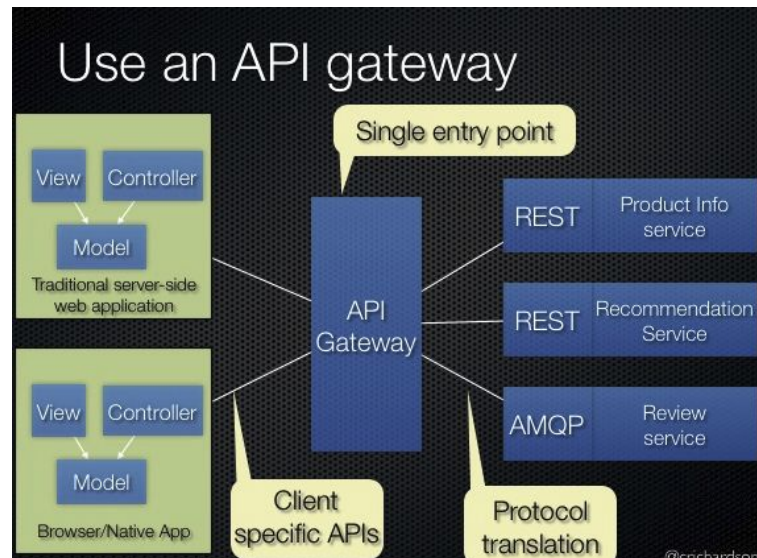 Use an API gateway
Single entry point
View
Controller
Model
Traditional server-side
web application
API
Gateway
REST
Product Info
service
REST
Recommendation
Service
AMQP
Review
service
View
Controller
Model
Browser/Native App
Client
specific APIs
Protocol
translation
@crichardson